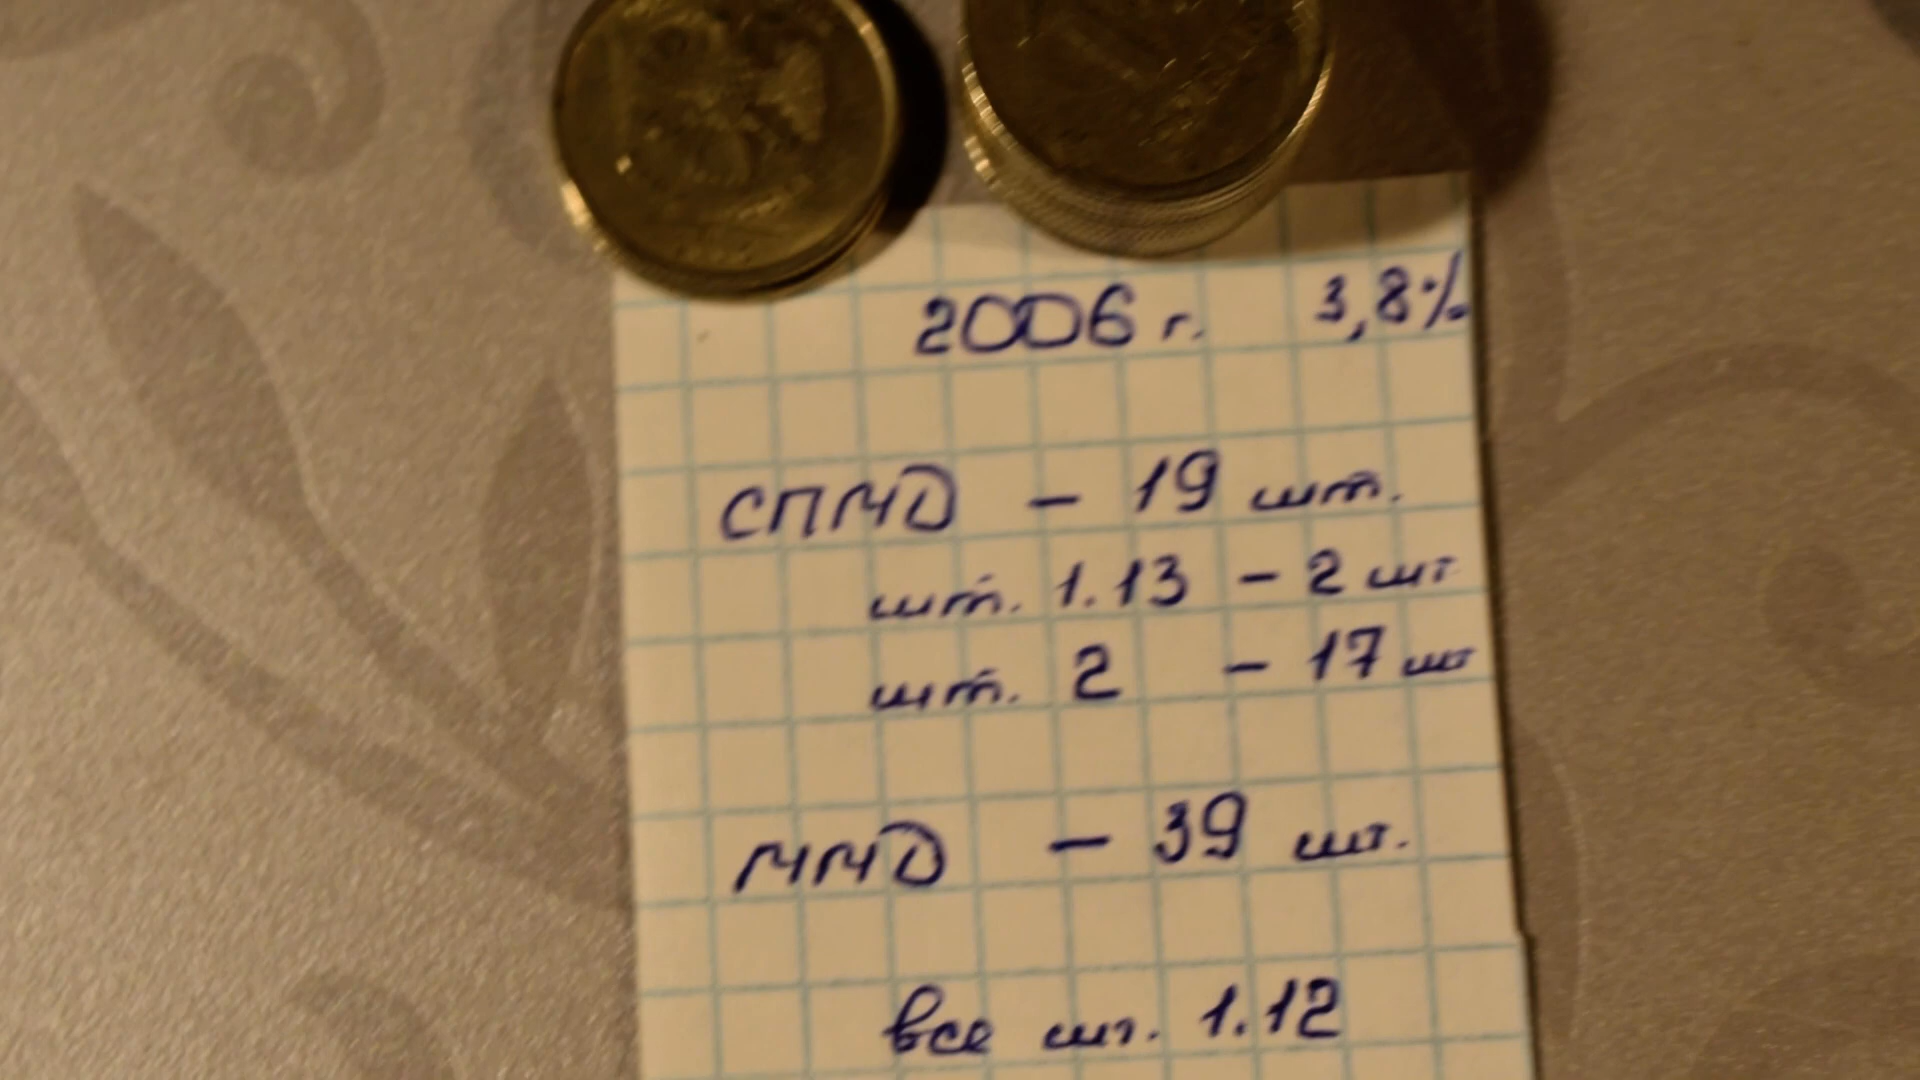 2006 г. 3,8%
СПМД - 19 шт.
шт. 1.13 - 2 шт
шт. 2 - 17 шт
ММД - 39 шт.
все шт. 1.12